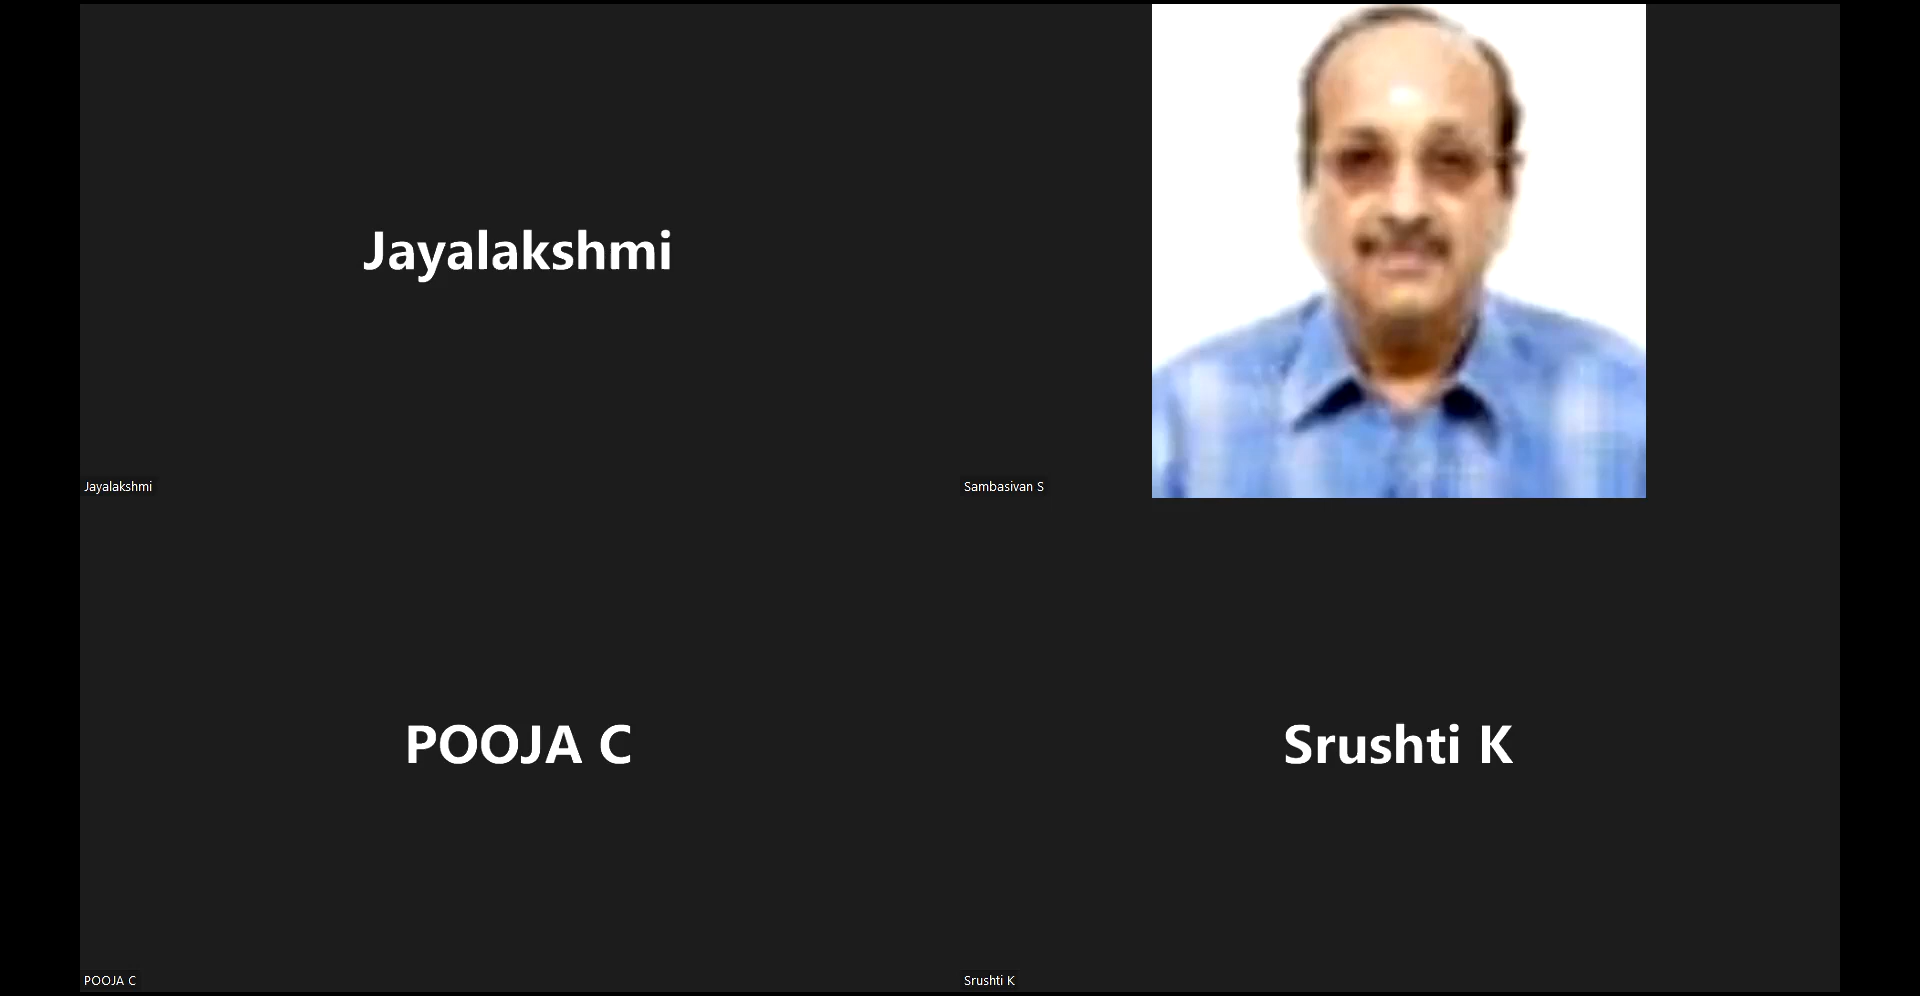 Jayalakshmi
Jayalakshmi
Sambasivan S
POOJA C
Srushti K
POOJA C
Srushti K